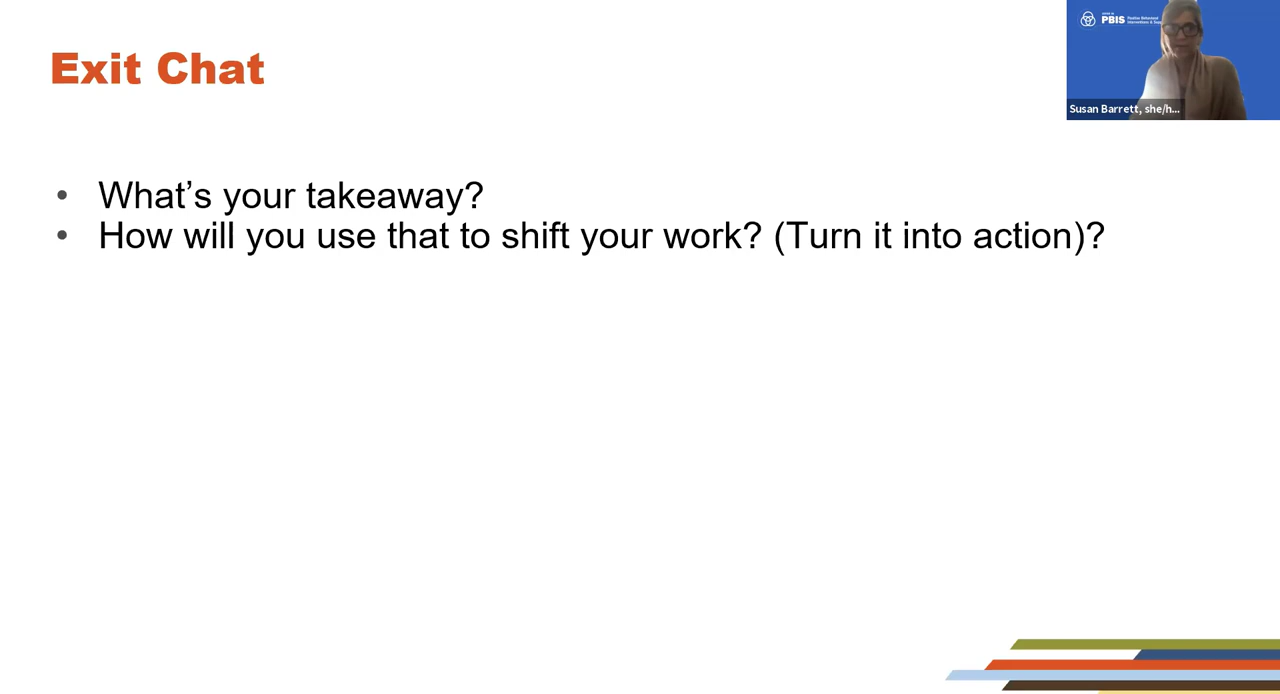 Exit Chat
PBIS
Susan Barrett, she/h...
• What’s your takeaway?
• How will you use that to shift your work? (Turn it into action)?